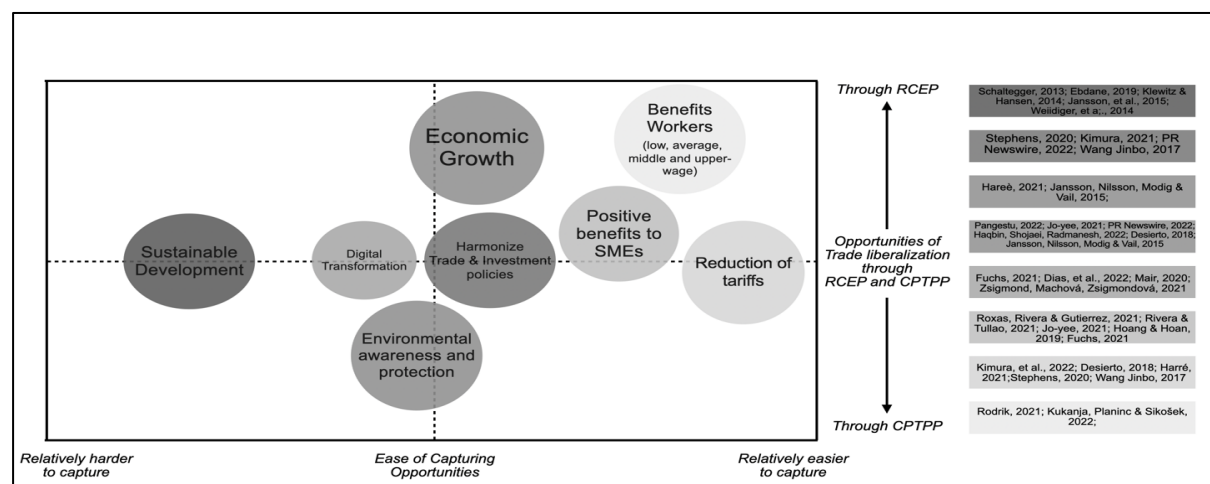 Economic
Growth
Benefits
Workers
(low, average,
middle and upper-
wage)
Sustainable
Development
Digital
Transformation
Harmonize
Trade & Investment
policies
Positive
benefits to
SMEs
Reduction of
tariffs
Environmental
awareness and
protection
Relatively harder
to capture
Ease of Capturing
Opportunities
Relatively easier
to capture
Through RCEP
Opportunities of
Trade liberalization
through
RCEP and CPTPP
Through CPTPP
Schaltegger, 2013; Ebdane, 2019; Klewitz &
Hansen, 2014; Jansson, et al., 2015;
Weiidiger, et a;., 2014
Stephens, 2020; Kimura, 2021; PR
Newswire, 2022; Wang Jinbo, 2017
Hareè, 2021; Jansson, Nilsson, Modig &
Vail, 2015;
Pangestu, 2022; Jo-yee, 2021; PR Newswire, 2022;
Haqbin, Shojaei, Radmanesh, 2022; Desierto, 2018;
Jansson, Nilsson, Modig & Vail, 2015
Fuchs, 2021; Dias, et al., 2022; Mair, 2020;
Zsigmond, Machová, Zsigmondová, 2021
Roxas, Rivera & Gutierrez, 2021; Rivera
& Tullao, 2021; Jo-yee, 2021; Hoang & Hoan,
2019; Fuchs, 2021
Kimura, et al., 2022; Desierto, 2018; Harré,
2021;Stephens, 2020; Wang Jinbo, 2017
Rodrik, 2021; Kukanja, Planinc & Sikošek,
2022;